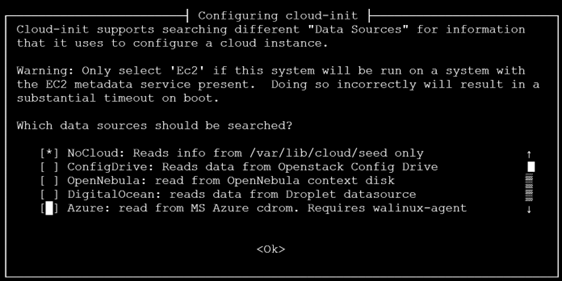 Configuring cloud-init
Cloud-init supports searching different "Data Sources" for information
that it uses to configure a cloud instance.
Warning: Only select 'Ec2' if this system will be run on a system with
the EC2 metadata service present.  Doing so incorrectly will result in a
substantial timeout on boot.
Which data sources should be searched?
[*] NoCloud: Reads info from /var/lib/cloud/seed only
[ ] ConfigDrive: Reads data from Openstack Config Drive
[ ] OpenNebula: read from OpenNebula context disk
[ ] DigitalOcean: reads data from Droplet datasource
[ ] Azure: read from MS Azure cdrom. Requires walinux-agent
<Ok>